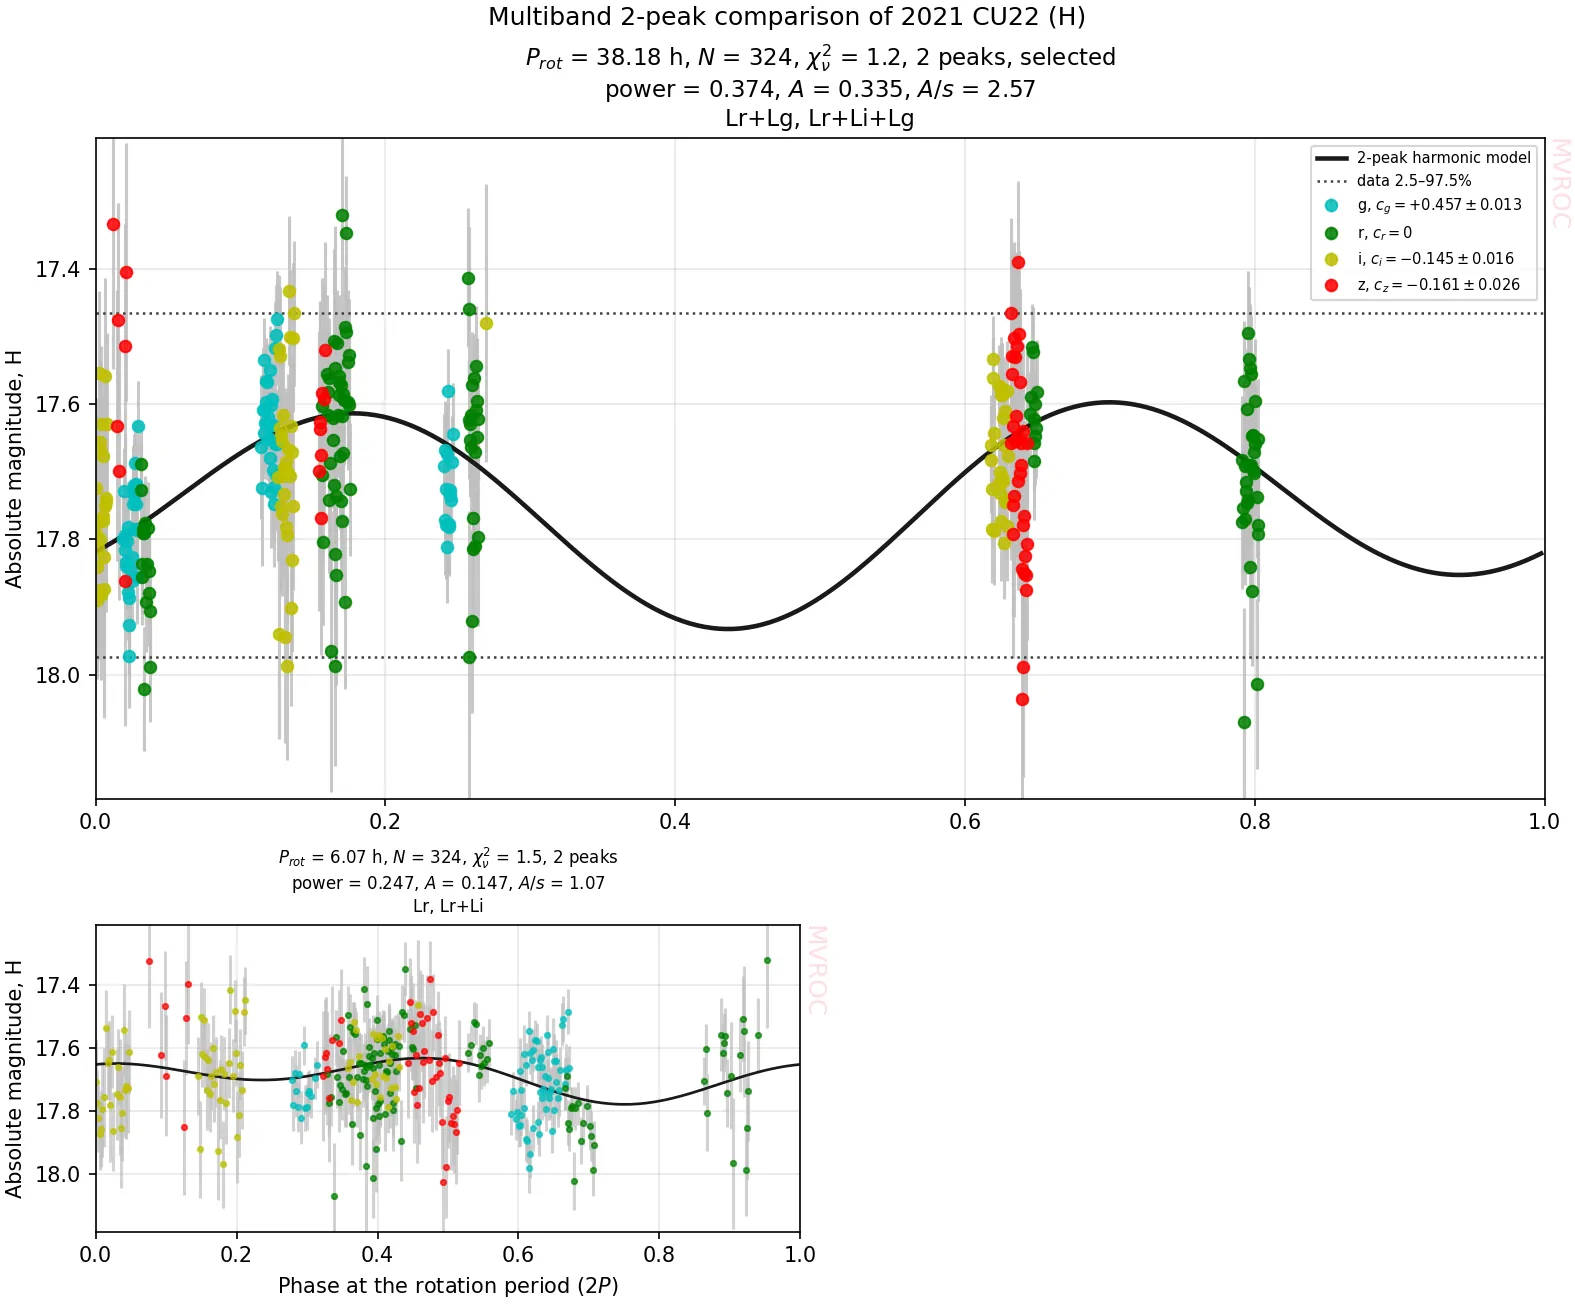 Multiband 2-peak comparison of 2021 CU22 (H)
P_rot = 38.18 h, N = 324, χ²_ν = 1.2, 2 peaks, selected
power = 0.374, A = 0.335, A/s = 2.57
Lr+Lg, Lr+Li+Lg
2-peak harmonic model
data 2.5–97.5%
g, c_g = +0.457 ± 0.013
r, c_r = 0
i, c_i = −0.145 ± 0.016
z, c_z = −0.161 ± 0.026
MVROC
Absolute magnitude, H
17.4
17.6
17.8
18.0
0.0 0.2 0.4 0.6 0.8 1.0
P_rot = 6.07 h, N = 324, χ²_ν = 1.5, 2 peaks
power = 0.247, A = 0.147, A/s = 1.07
Lr, Lr+Li
MVROC
Absolute magnitude, H
17.4
17.6
17.8
18.0
0.0 0.2 0.4 0.6 0.8 1.0
Phase at the rotation period (2P)